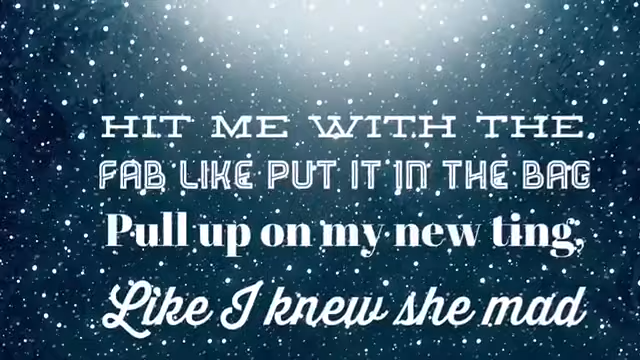 HIT ME WITH THE
FAB LIKE PUT IT IN THE BAG
Pull up on my new ting,
Like I knew she mad